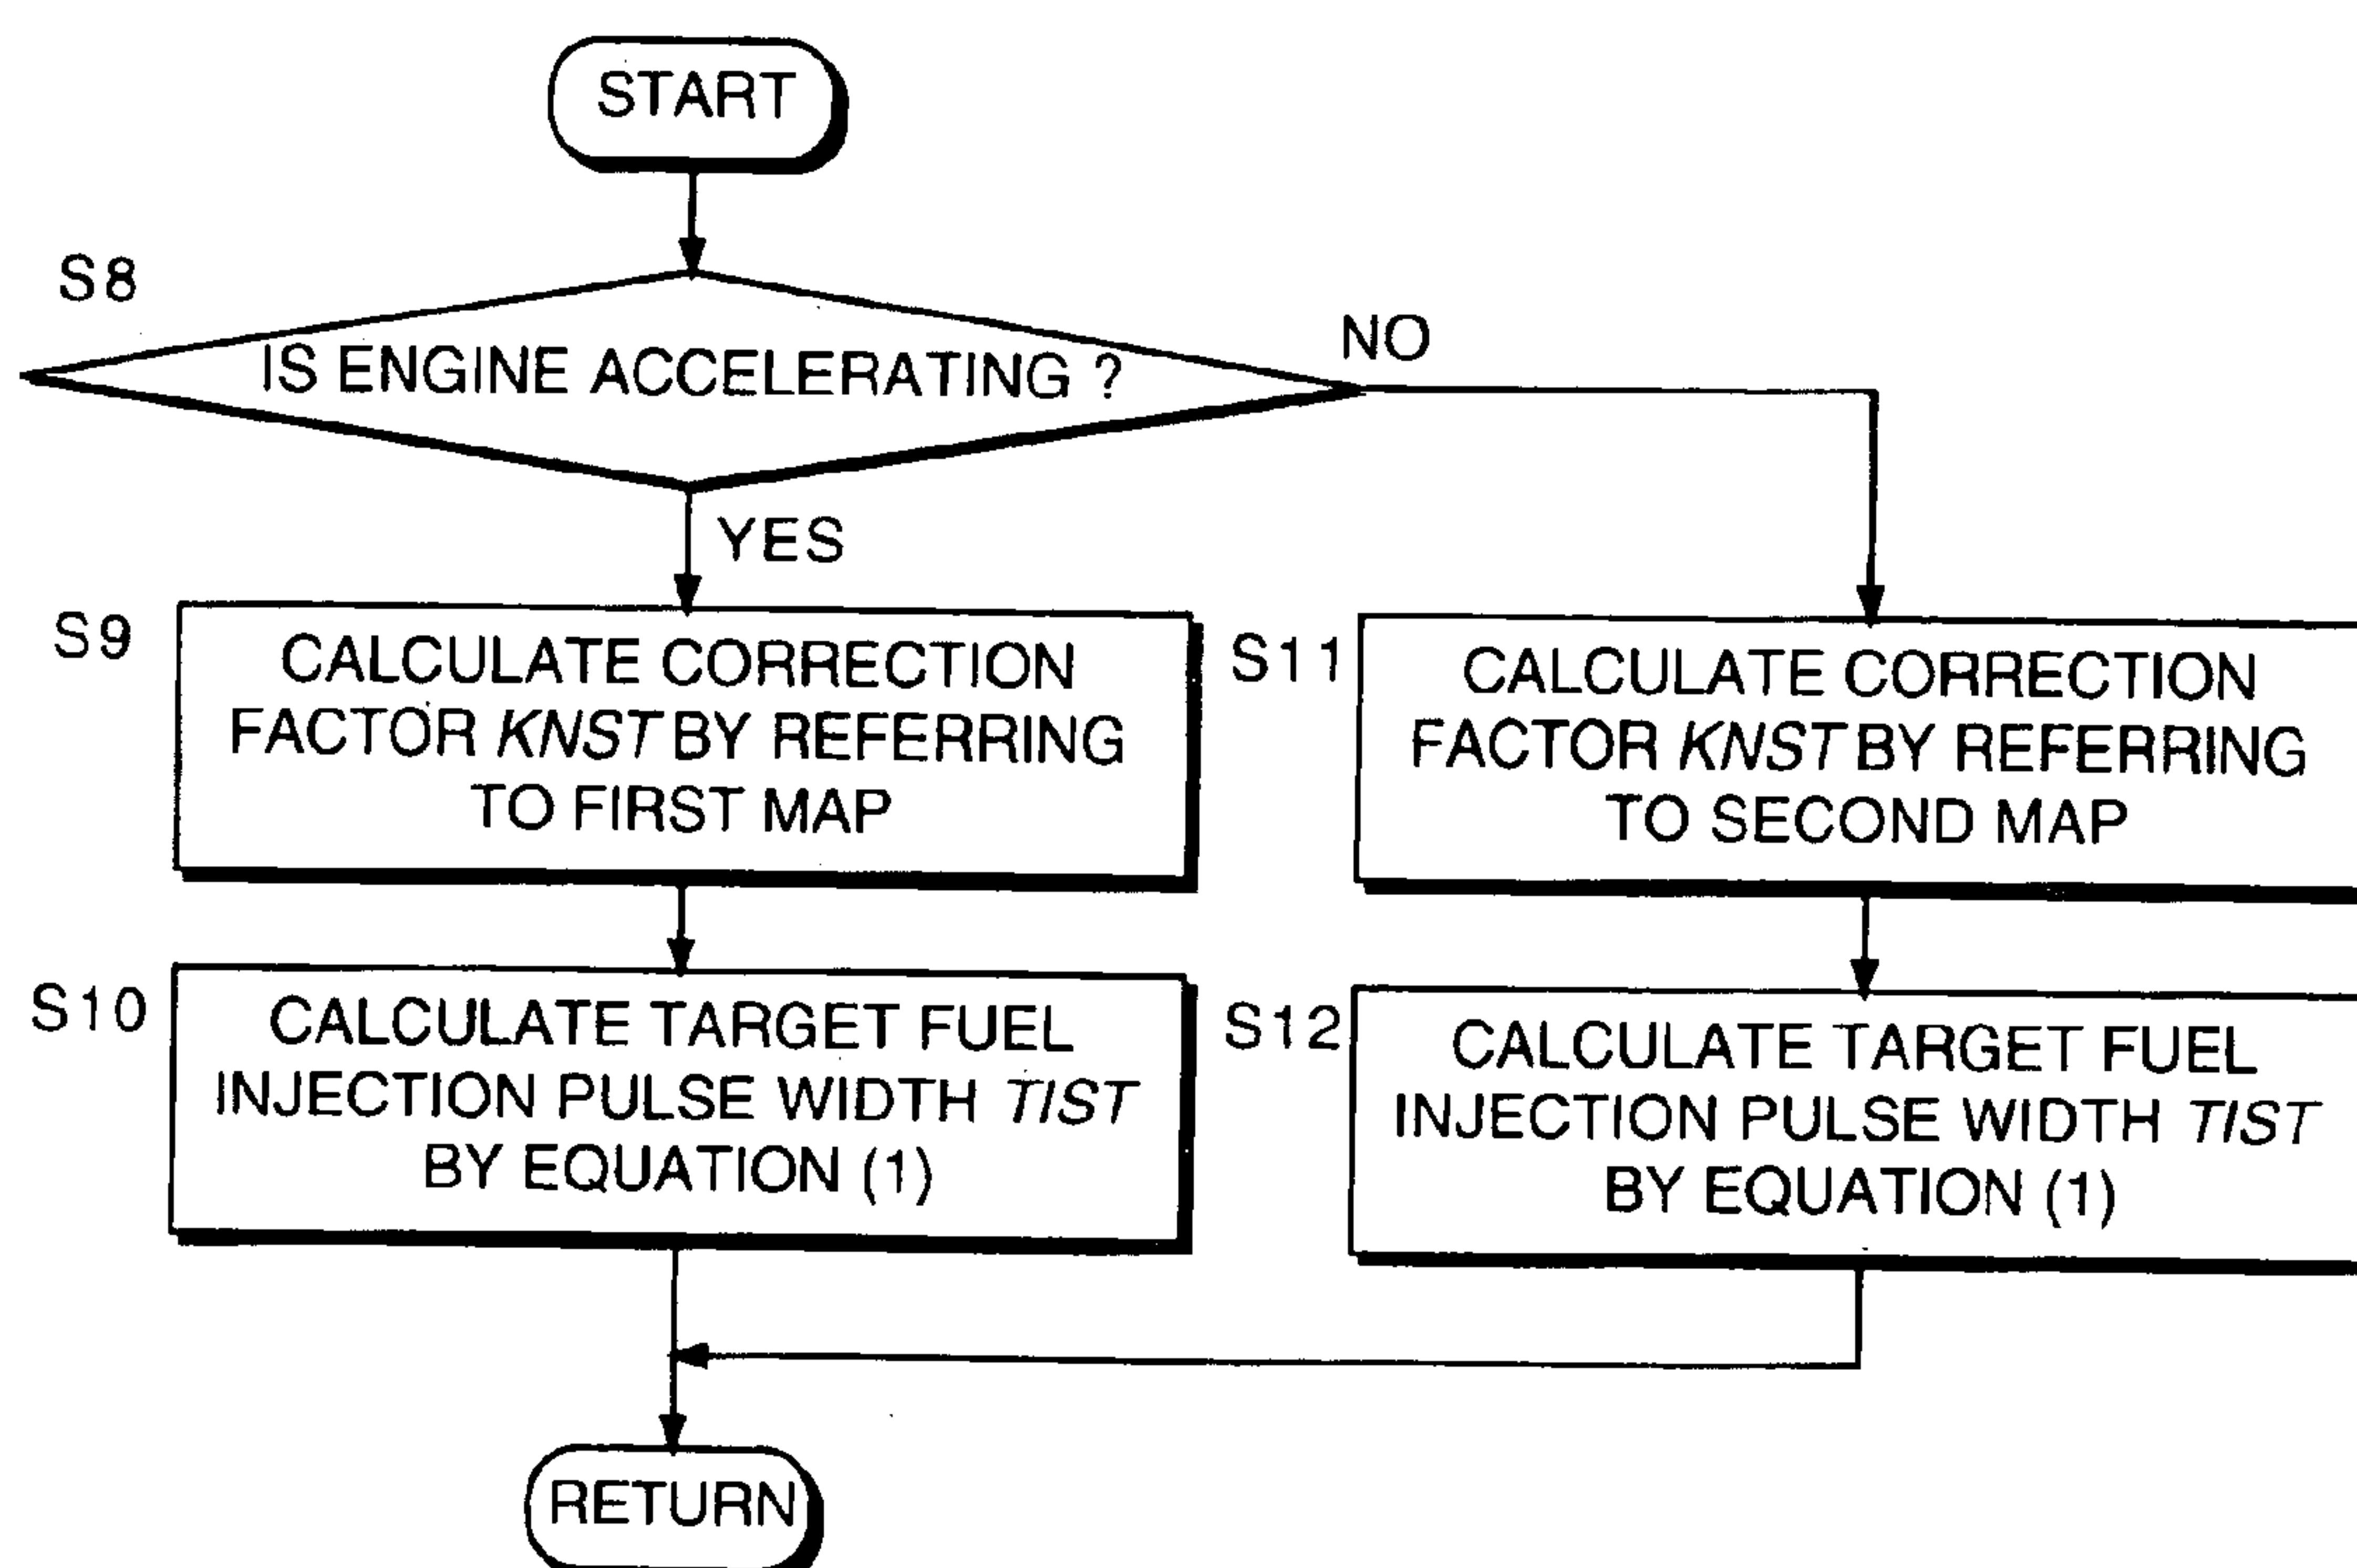 START
S8
IS ENGINE ACCELERATING ?
NO
YES
S9
CALCULATE CORRECTION
FACTOR KNST BY REFERRING
TO FIRST MAP
S11
CALCULATE CORRECTION
FACTOR KNST BY REFERRING
TO SECOND MAP
S10
CALCULATE TARGET FUEL
INJECTION PULSE WIDTH TIST
BY EQUATION (1)
S12
CALCULATE TARGET FUEL
INJECTION PULSE WIDTH TIST
BY EQUATION (1)
RETURN